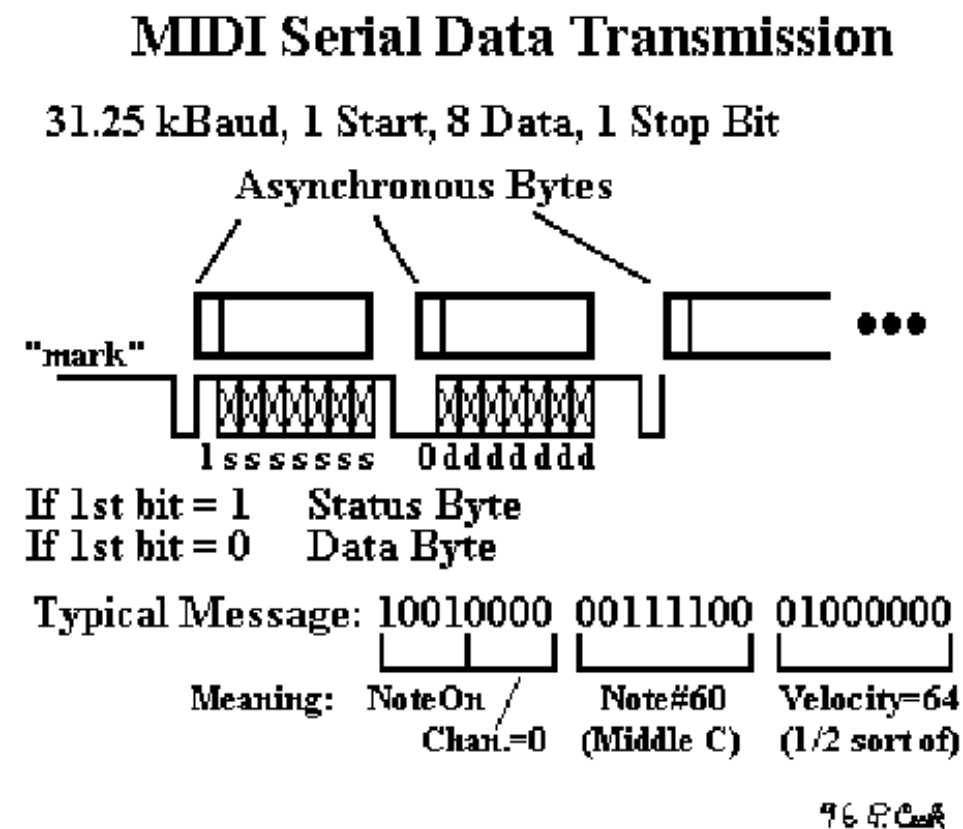 MIDI Serial Data Transmission
31.25 kBaud, 1 Start, 8 Data, 1 Stop Bit
Asynchronous Bytes
"mark"
1sssssss 0ddddddd
If 1st bit = 1 Status Byte
If 1st bit = 0 Data Byte
Typical Message: 10010000 00111100 01000000
Meaning: NoteOn Note#60 Velocity=64
Chan.=0 (Middle C) (1/2 sort of)
96 P. Cook